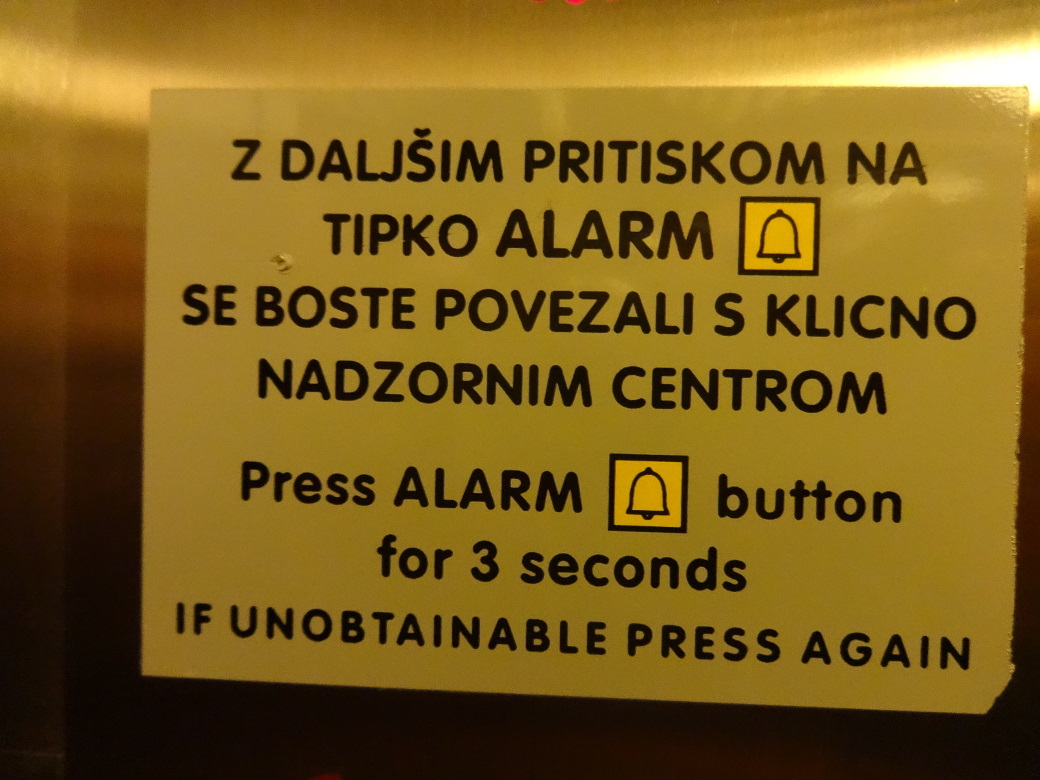 Z DALJŠIM PRITISKOM NA
TIPKO ALARM
SE BOSTE POVEZALI S KLICNO
NADZORNIM CENTROM
Press ALARM button
for 3 seconds
IF UNOBTAINABLE PRESS AGAIN